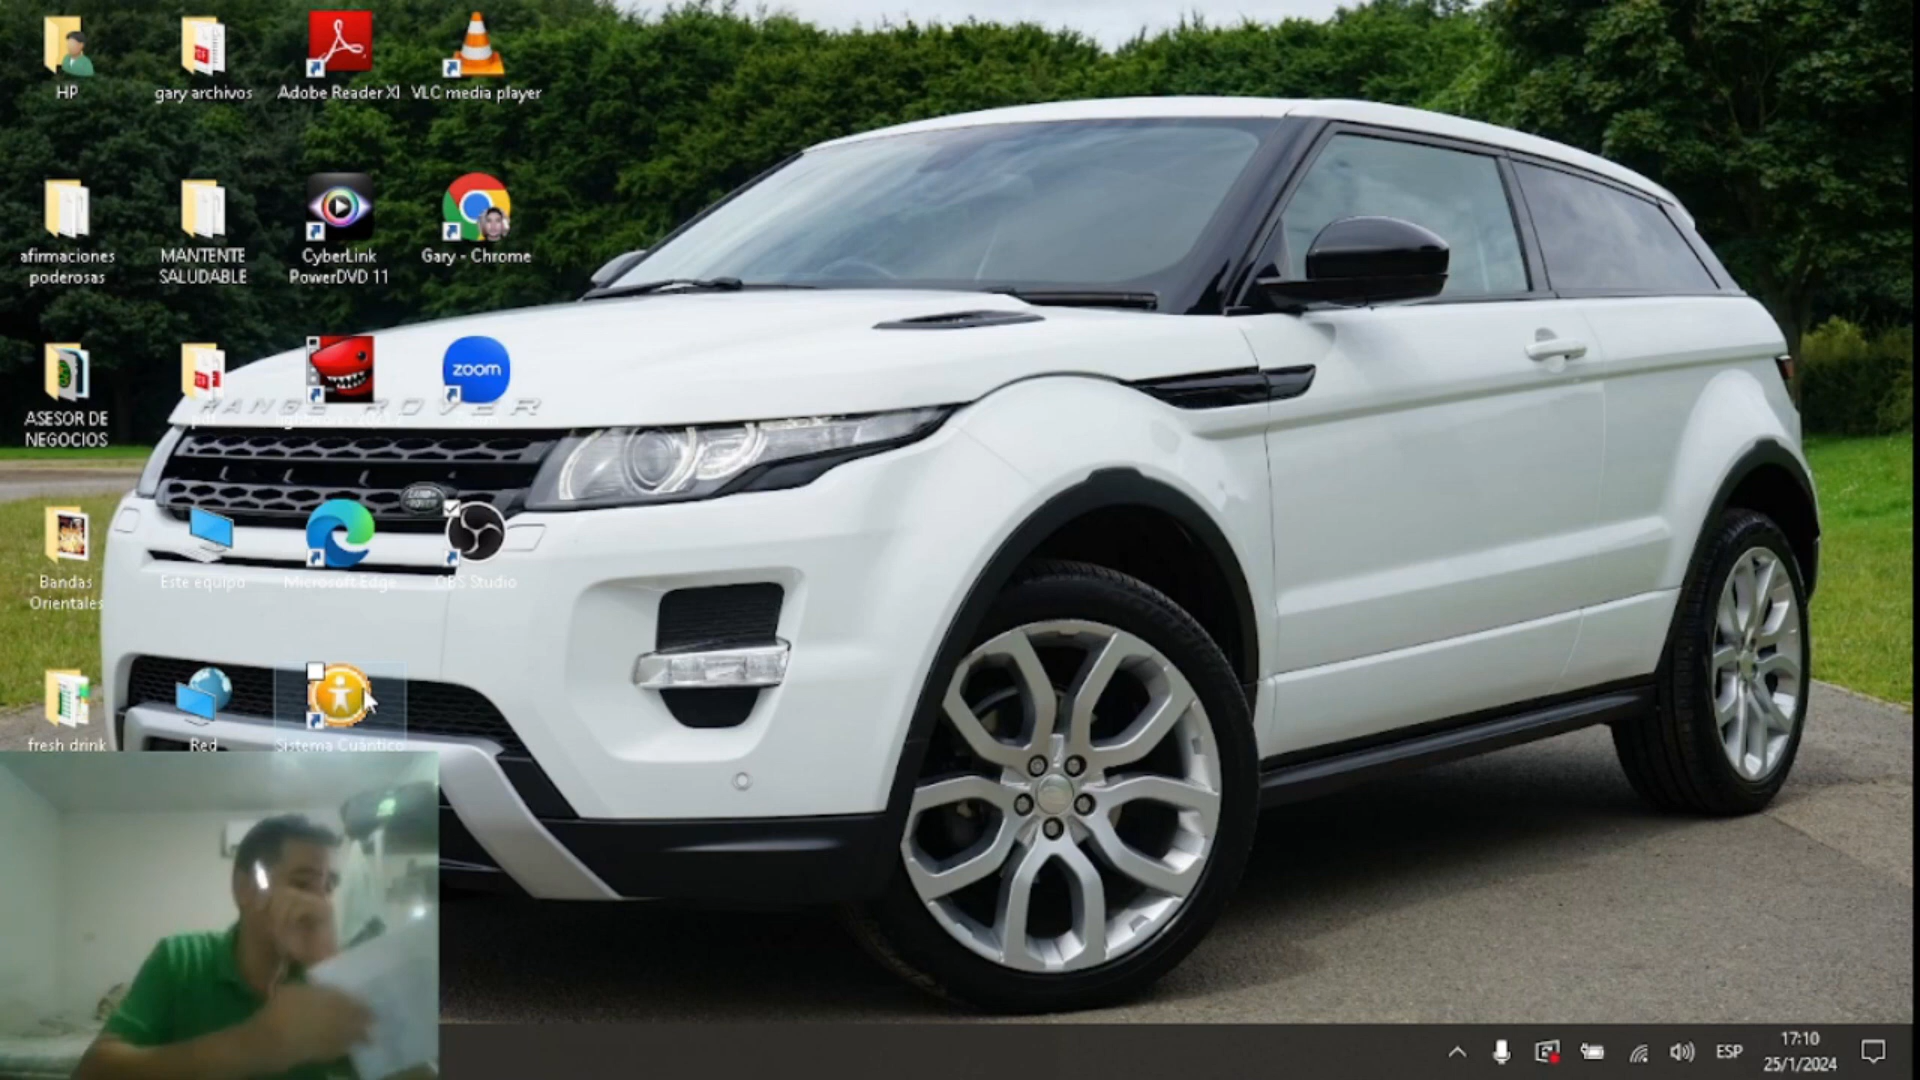 HP
gary archivos
Adobe Reader XI
VLC media player
afirmaciones
poderosas
MANTENTE
SALUDABLE
CyberLink
PowerDVD 11
Gary - Chrome
zoom
RANGE ROVER
ASESOR DE
NEGOCIOS
Bandas
Orientales
Este equipo
Microsoft Edge
OBS Studio
fresh drink
Red
Sistema Cuántico
ESP
17:10
25/1/2024